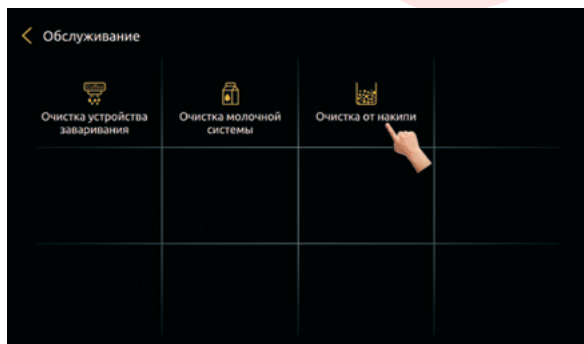 Обслуживание
Очистка устройства
заваривания
Очистка молочной
системы
Очистка от накипи